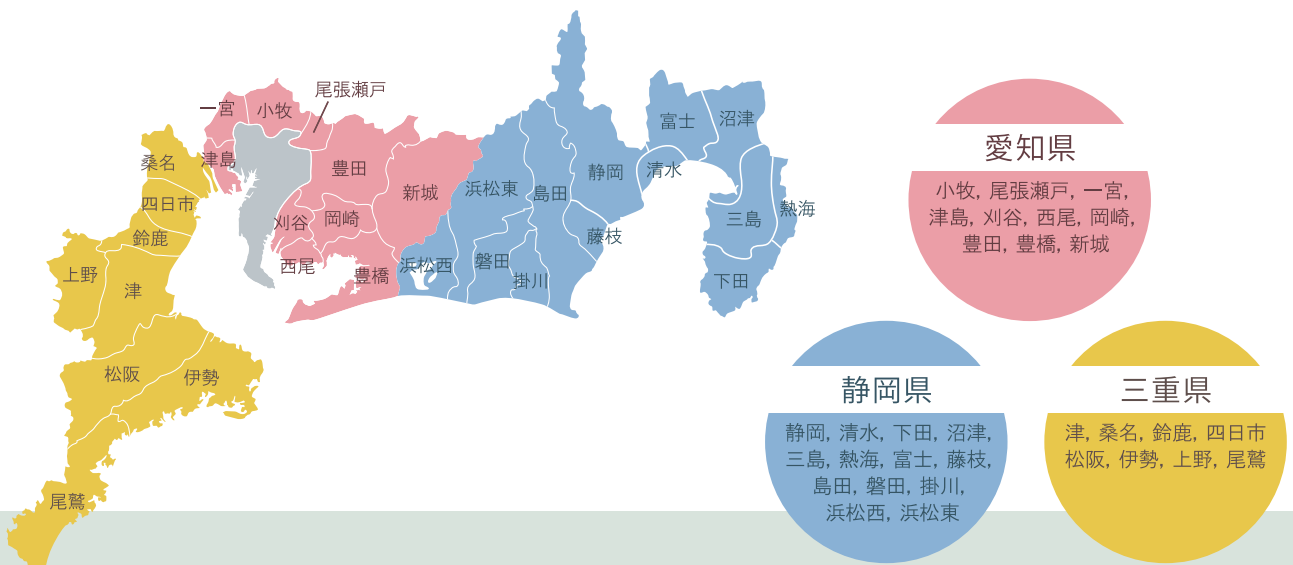 尾張瀬戸
一宮
小牧
津島
豊田
新城
刈谷
岡崎
西尾
豊橋
桑名
四日市
鈴鹿
上野
津
松阪
伊勢
尾鷲
浜松東
浜松西
磐田
掛川
島田
静岡
藤枝
清水
富士
沼津
三島
熱海
下田
愛知県
小牧, 尾張瀬戸, 一宮,
津島, 刈谷, 西尾, 岡崎,
豊田, 豊橋, 新城
静岡県
静岡, 清水, 下田, 沼津,
三島, 熱海, 富士, 藤枝,
島田, 磐田, 掛川,
浜松西, 浜松東
三重県
津, 桑名, 鈴鹿, 四日市
松阪, 伊勢, 上野, 尾鷲